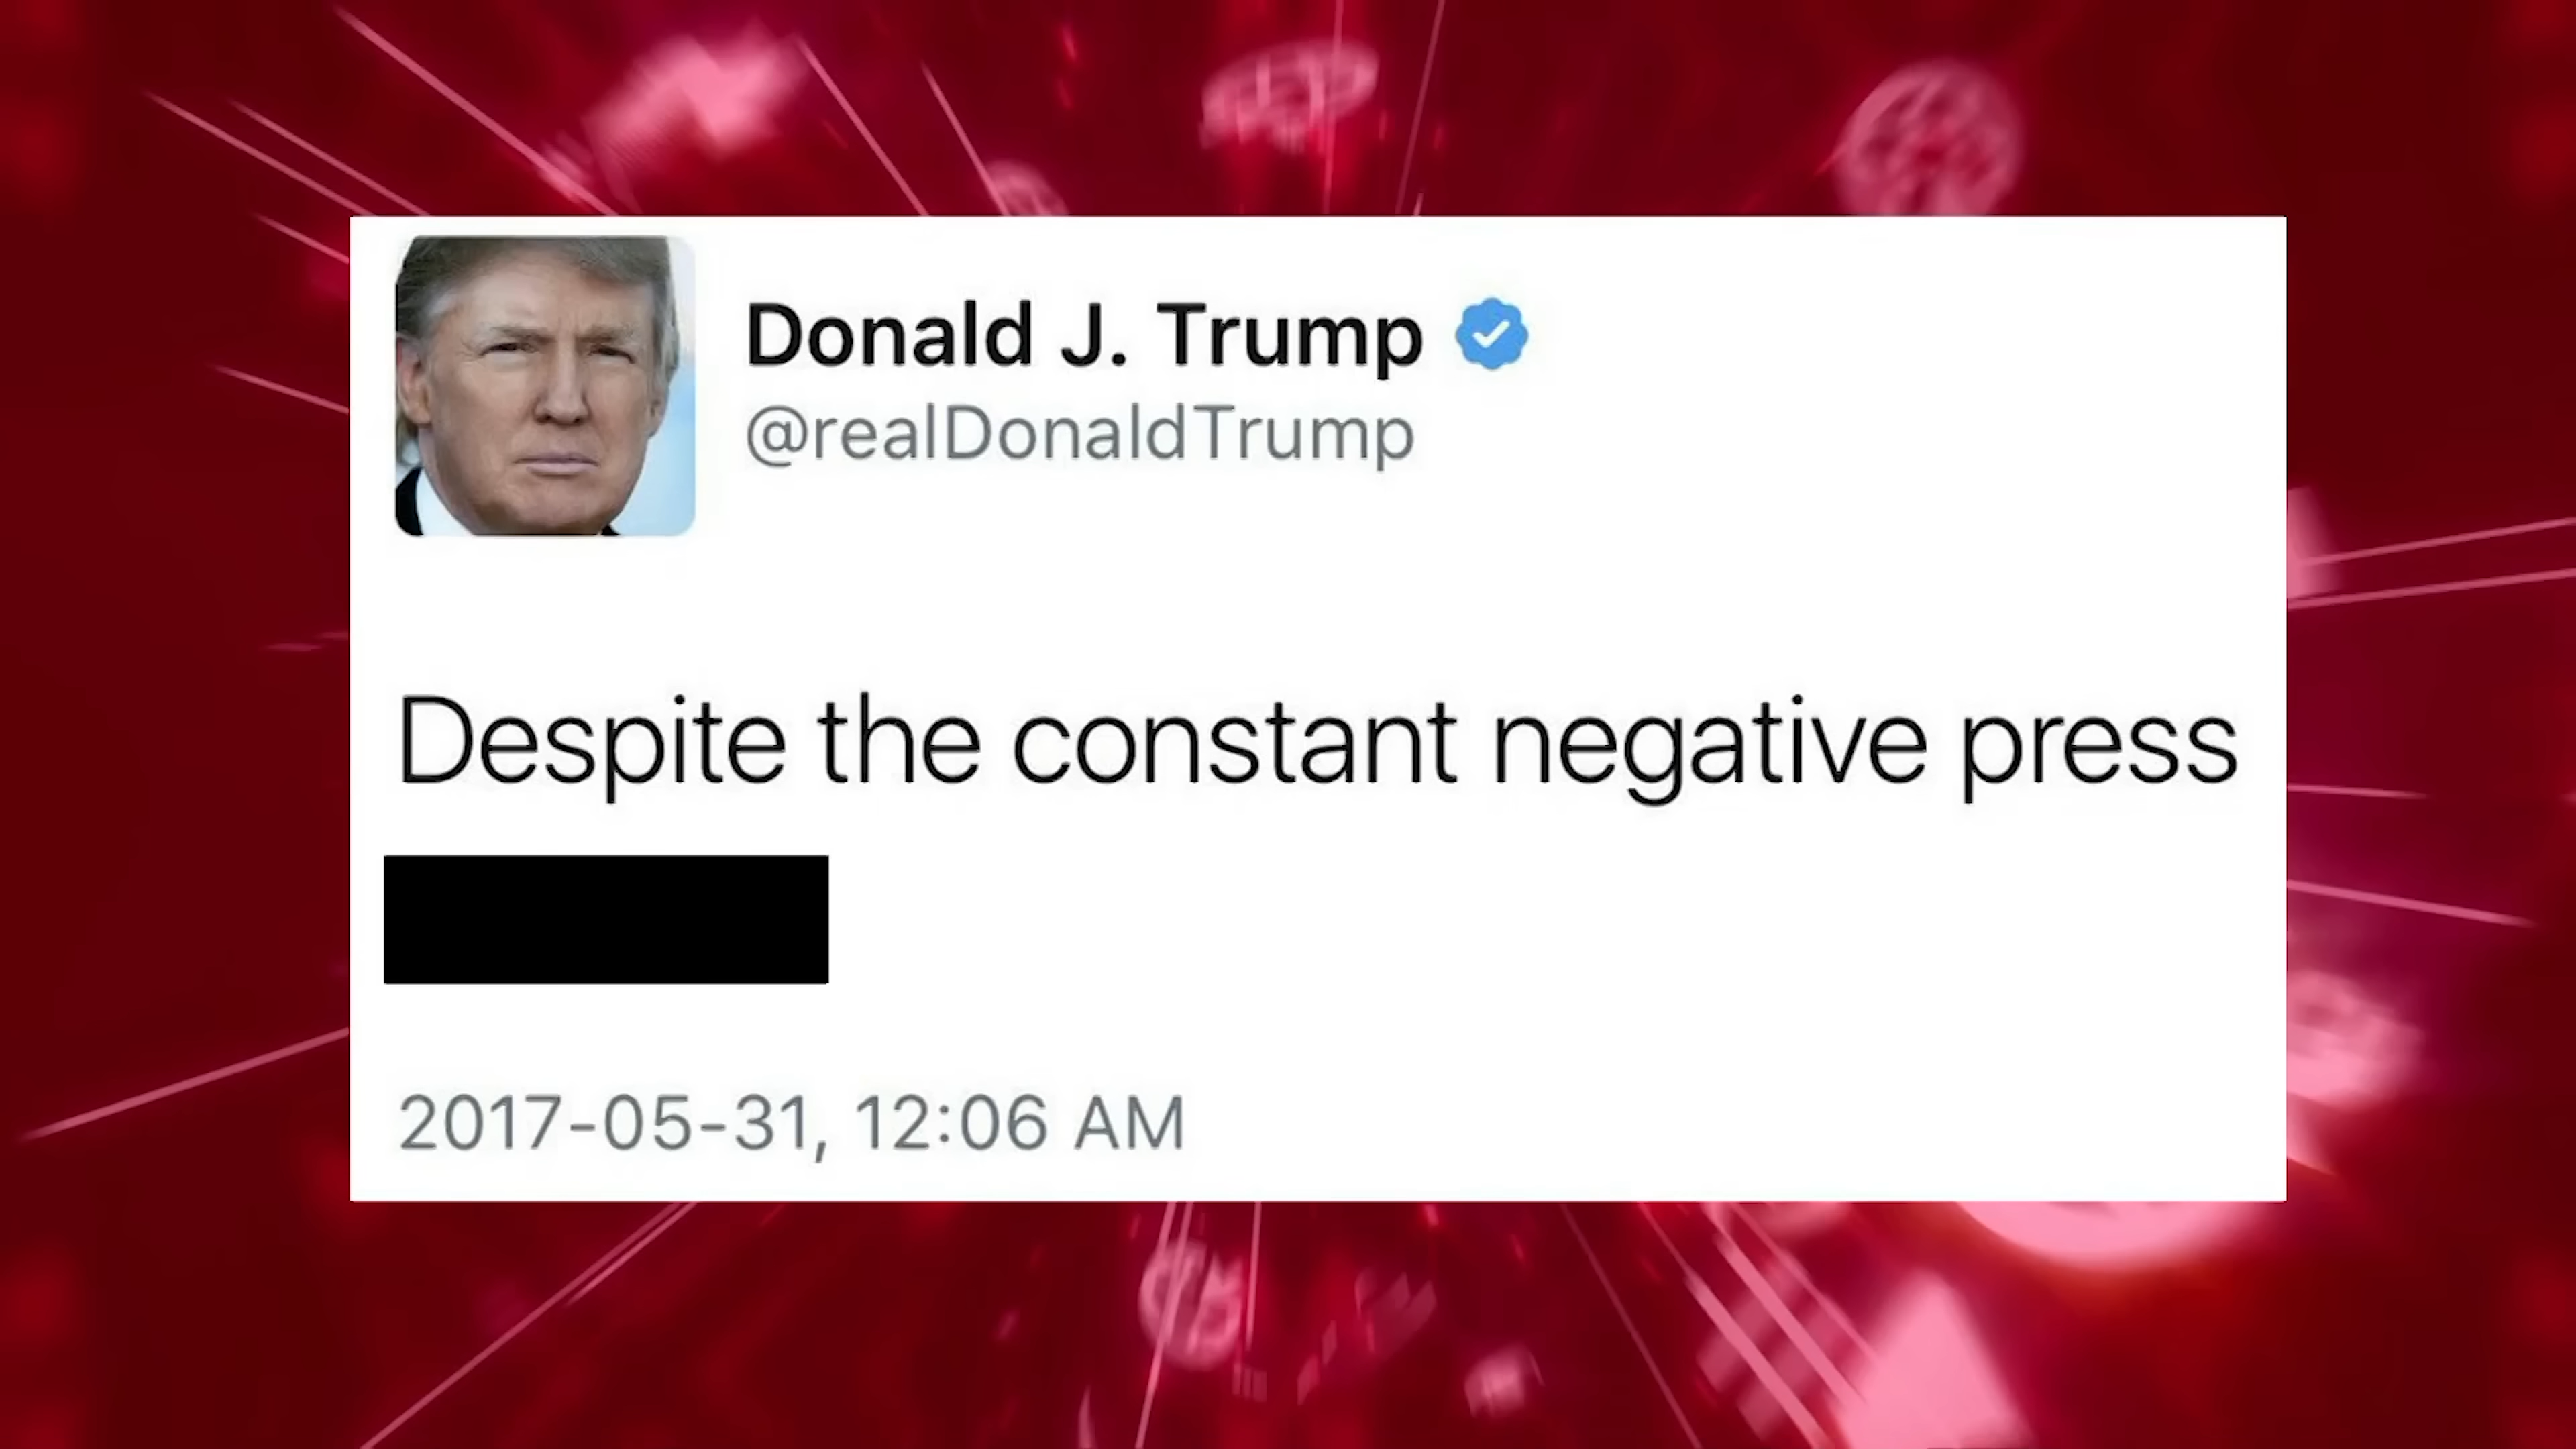 Donald J. Trump
@realDonaldTrump
Despite the constant negative press
2017-05-31, 12:06 AM